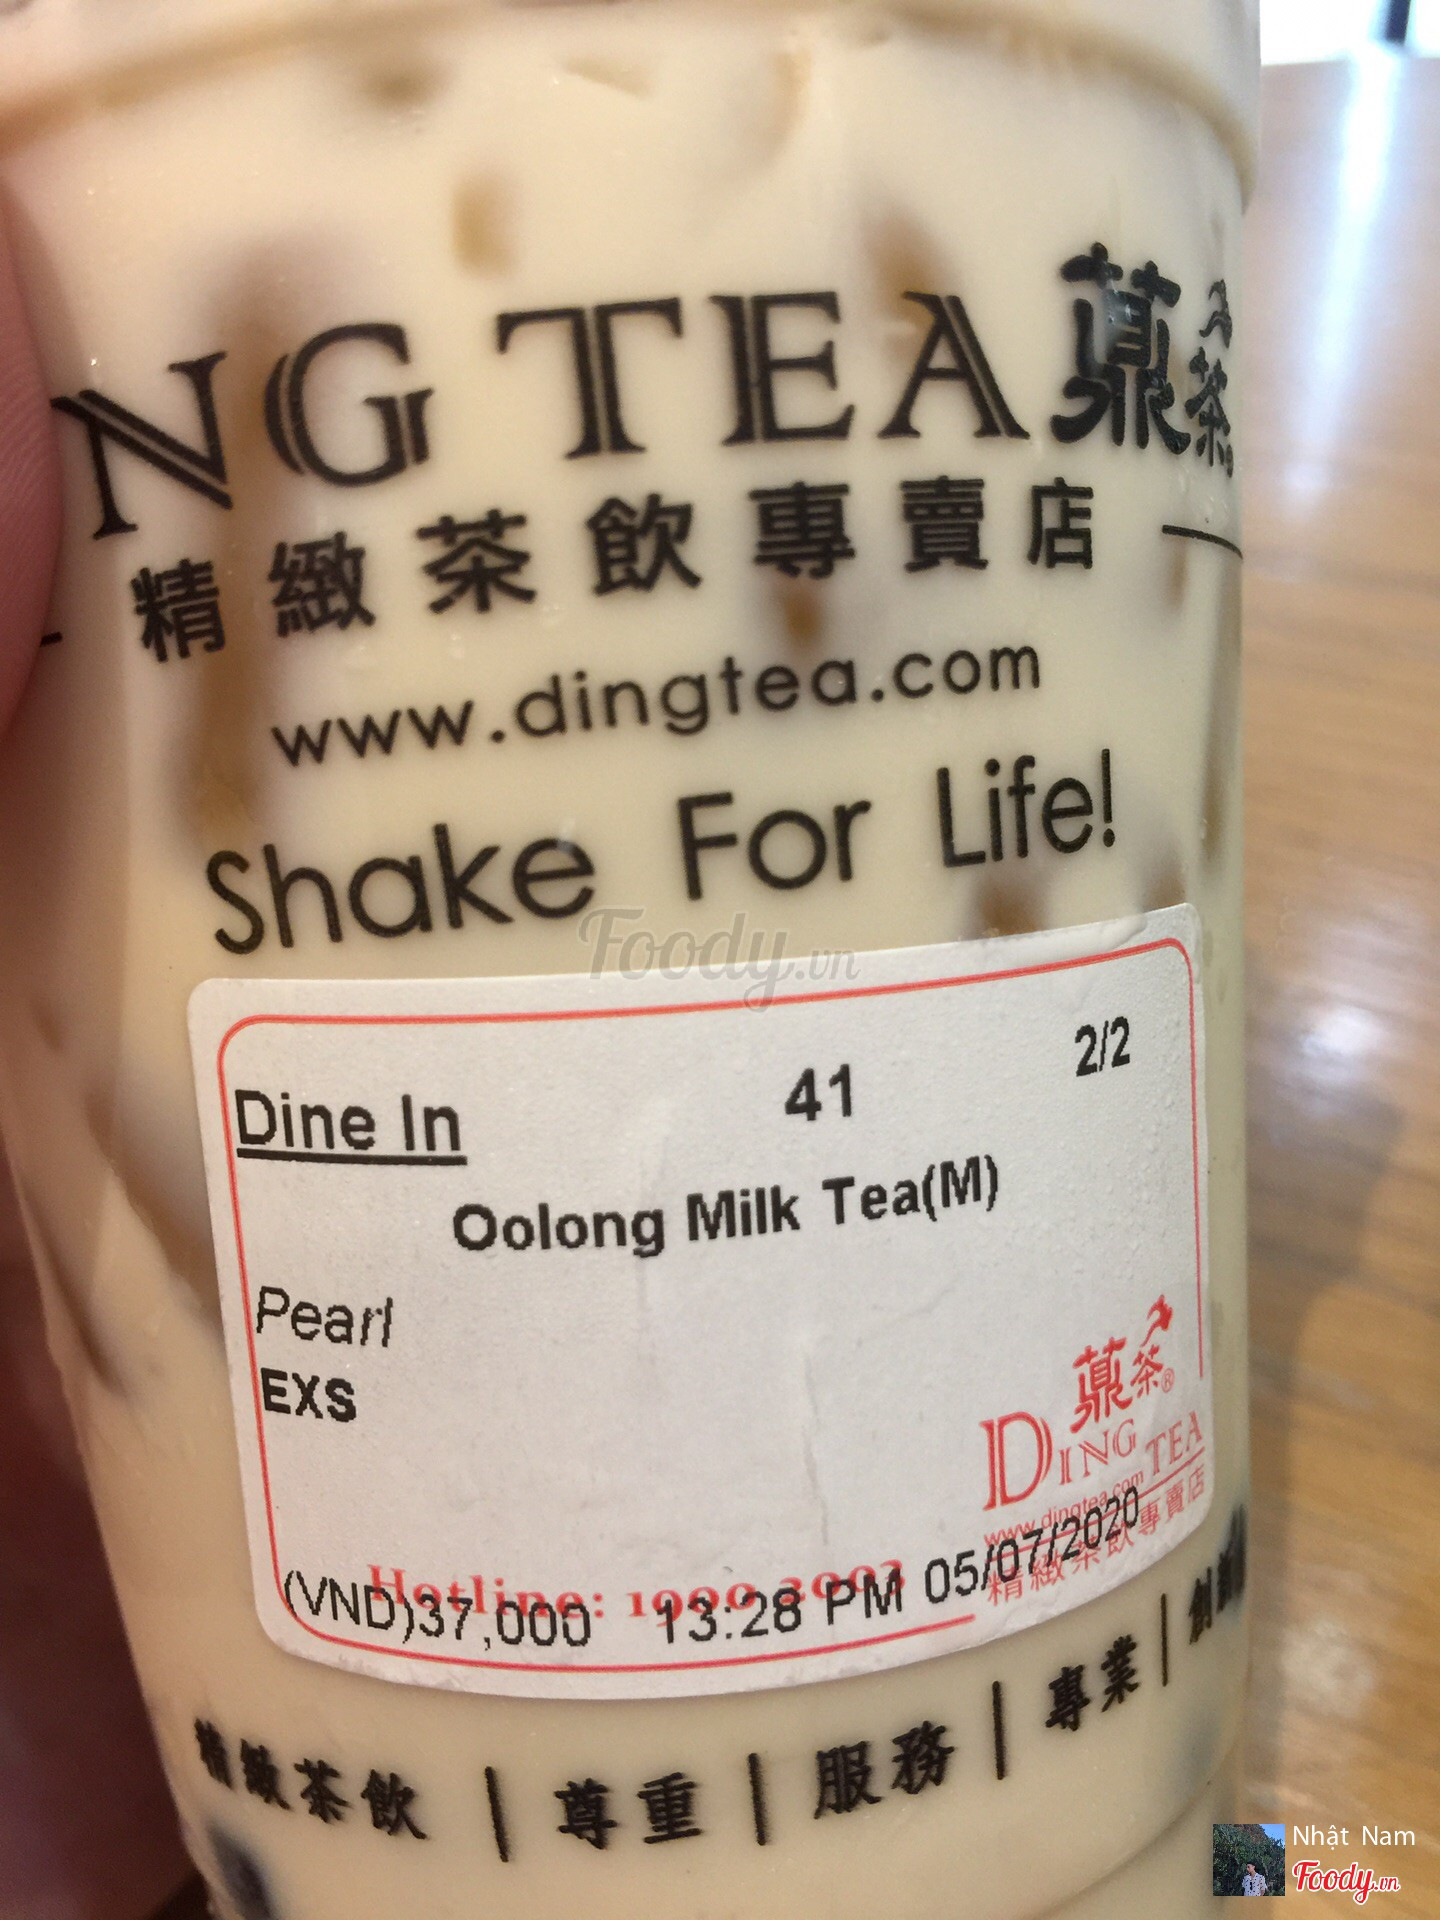 NG TEA 薡茶
精緻茶飲專賣店
www.dingtea.com
Shake For Life!
Foody.vn
Dine In 41 2/2
Oolong Milk Tea(M)
Pearl
EXS
薡茶®
DING TEA
www.dingtea.com
精緻茶飲專賣店
Hotline:
(VND)37,000 13:28 PM 05/07/2020
精緻茶飲 | 尊重 | 服務 | 專業 |
Nhật Nam
Foody.vn